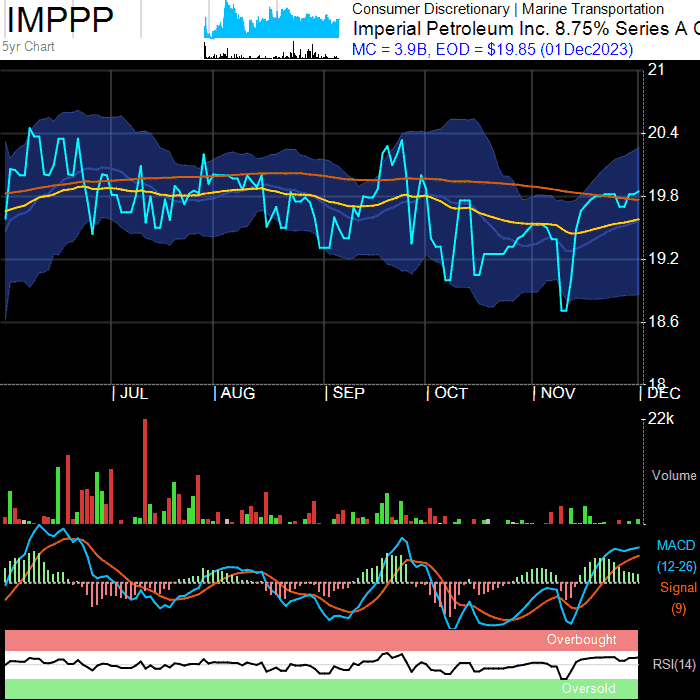 IMPPP
5yr Chart
Consumer Discretionary | Marine Transportation
Imperial Petroleum Inc. 8.75% Series A C
MC = 3.9B, EOD = $19.85 (01Dec2023)
21
20.4
19.8
19.2
18.6
18
JUL AUG SEP OCT NOV DEC
22k
Volume
MACD
(12-26)
Signal
(9)
Overbought
RSI(14)
Oversold